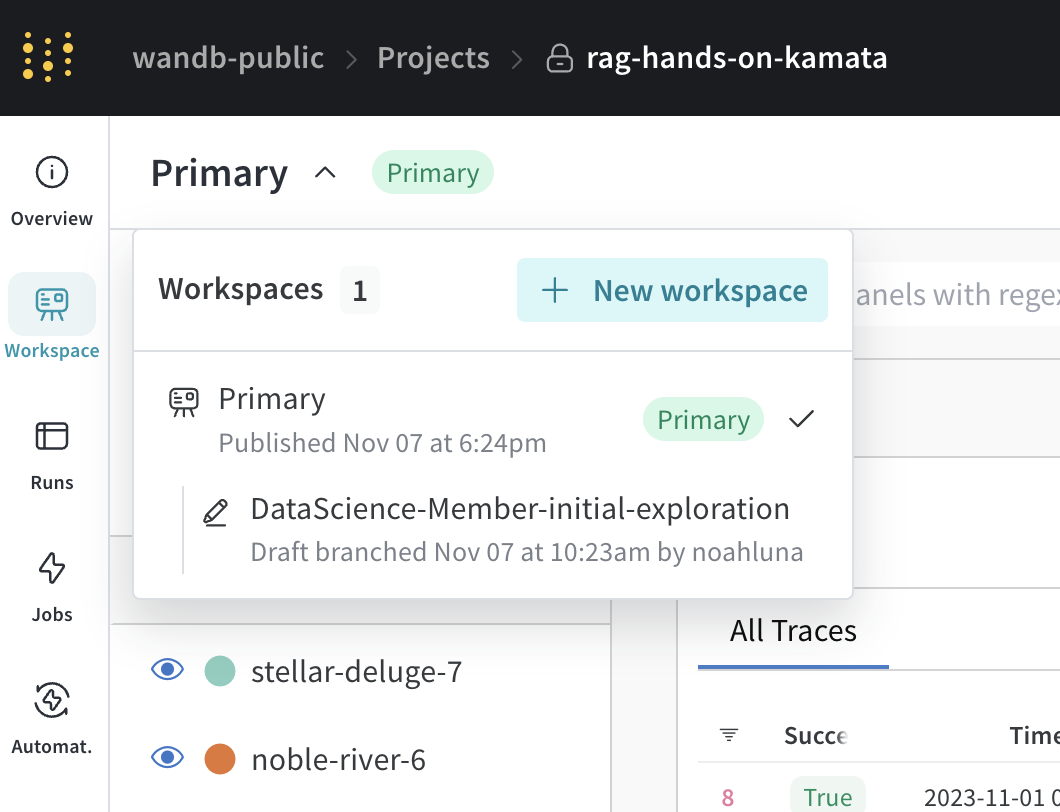 wandb-public > Projects > rag-hands-on-kamata
Primary Primary
Overview
Workspaces 1 + New workspace
anels with regex
Workspace
Primary
Published Nov 07 at 6:24pm
Primary
DataScience-Member-initial-exploration
Draft branched Nov 07 at 10:23am by noahluna
Runs
Jobs
Automat.
stellar-deluge-7
noble-river-6
All Traces
Succe Time
8 True 2023-11-01 0